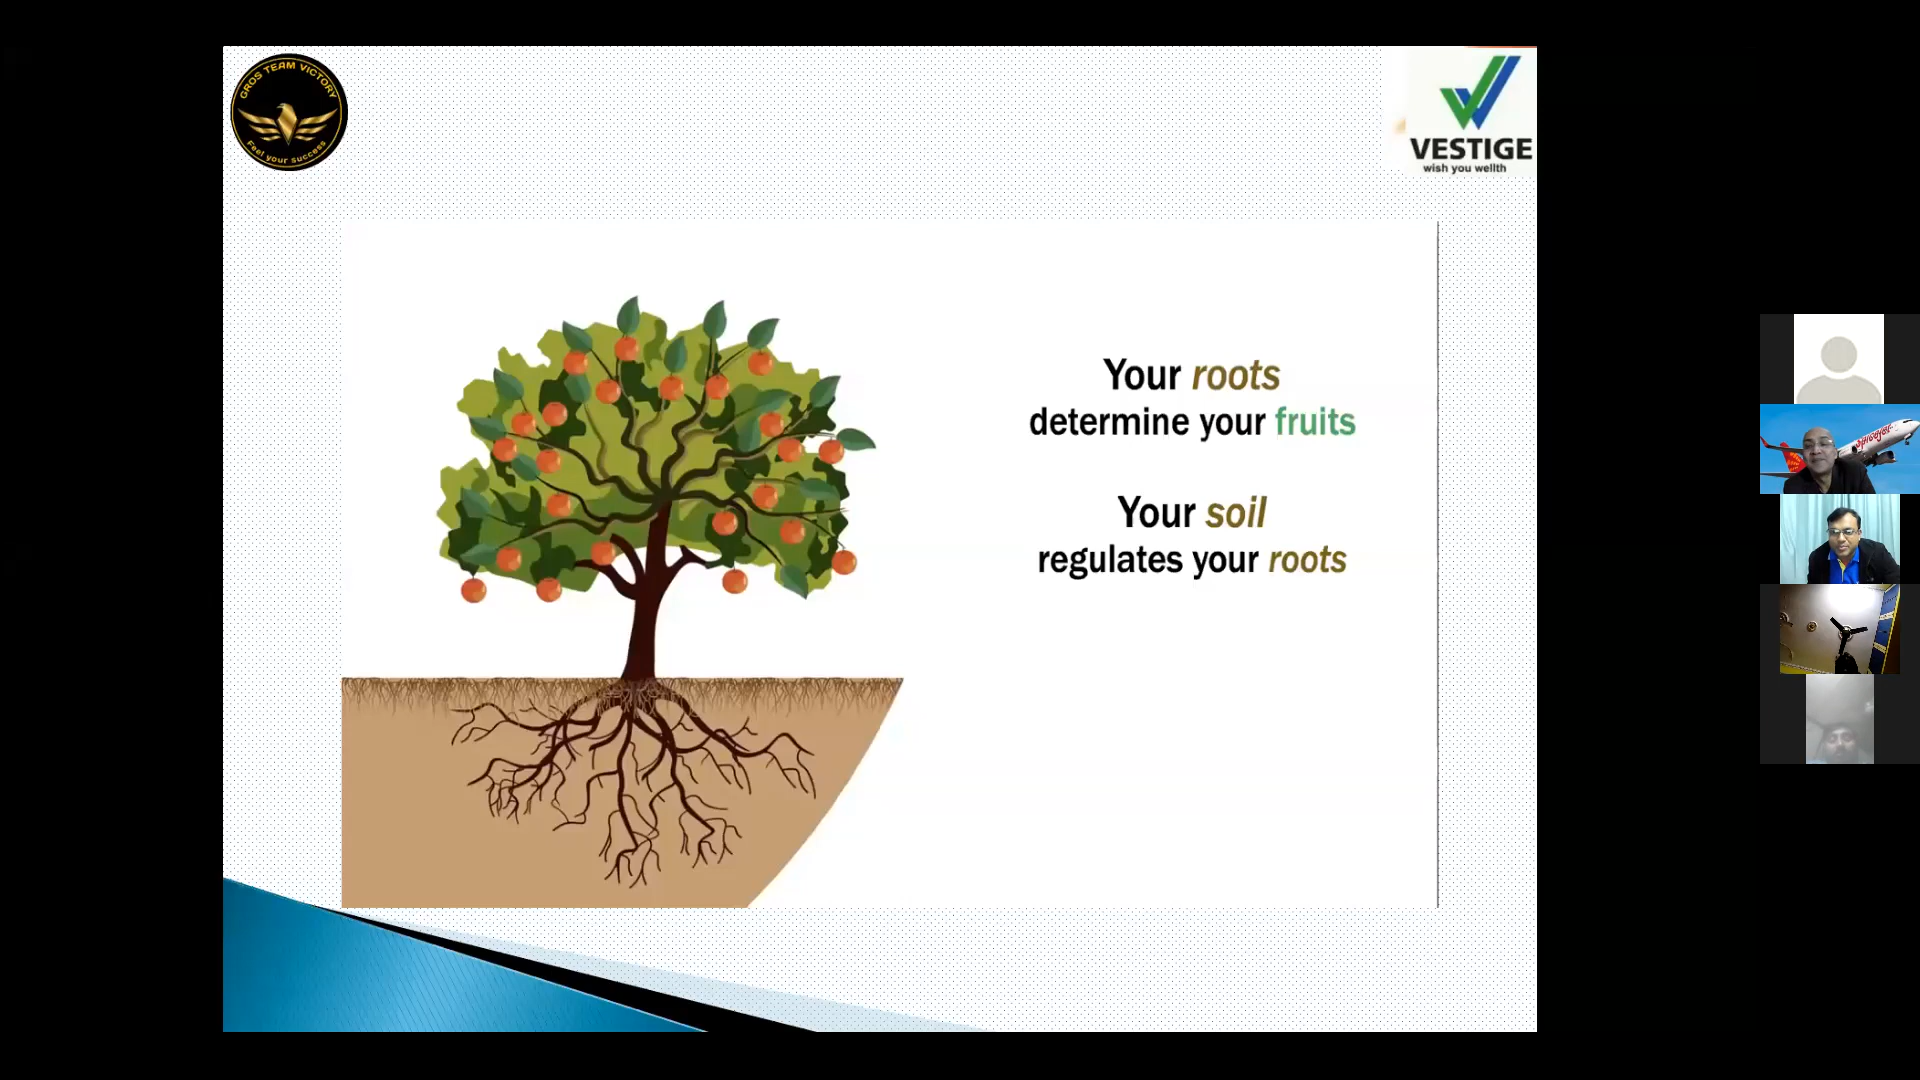 GROS TEAM VICTORY
Feel your success
VESTIGE
wish you wellth
Your roots
determine your fruits
Your soil
regulates your roots
spicejet